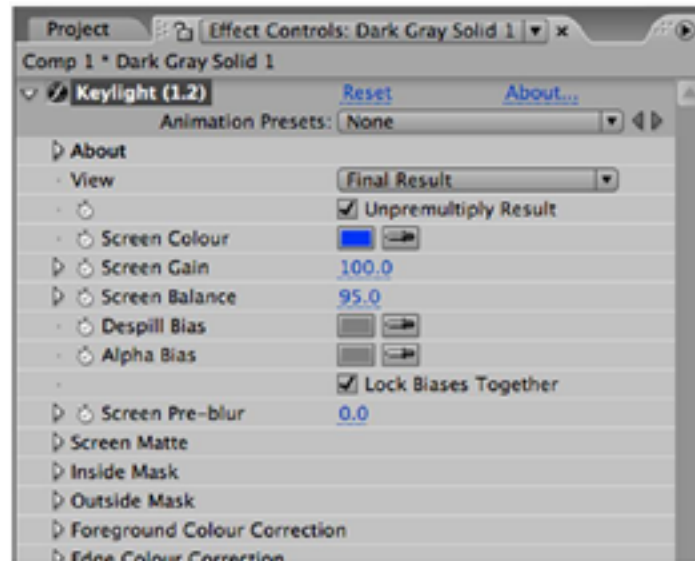 Project Effect Controls: Dark Gray Solid 1
Comp 1 * Dark Gray Solid 1
Keylight (1.2) Reset About...
Animation Presets: None
About
View Final Result
Unpremultiply Result
Screen Colour
Screen Gain 100.0
Screen Balance 95.0
Despill Bias
Alpha Bias
Lock Biases Together
Screen Pre-blur 0.0
Screen Matte
Inside Mask
Outside Mask
Foreground Colour Correction
Edge Colour Correction